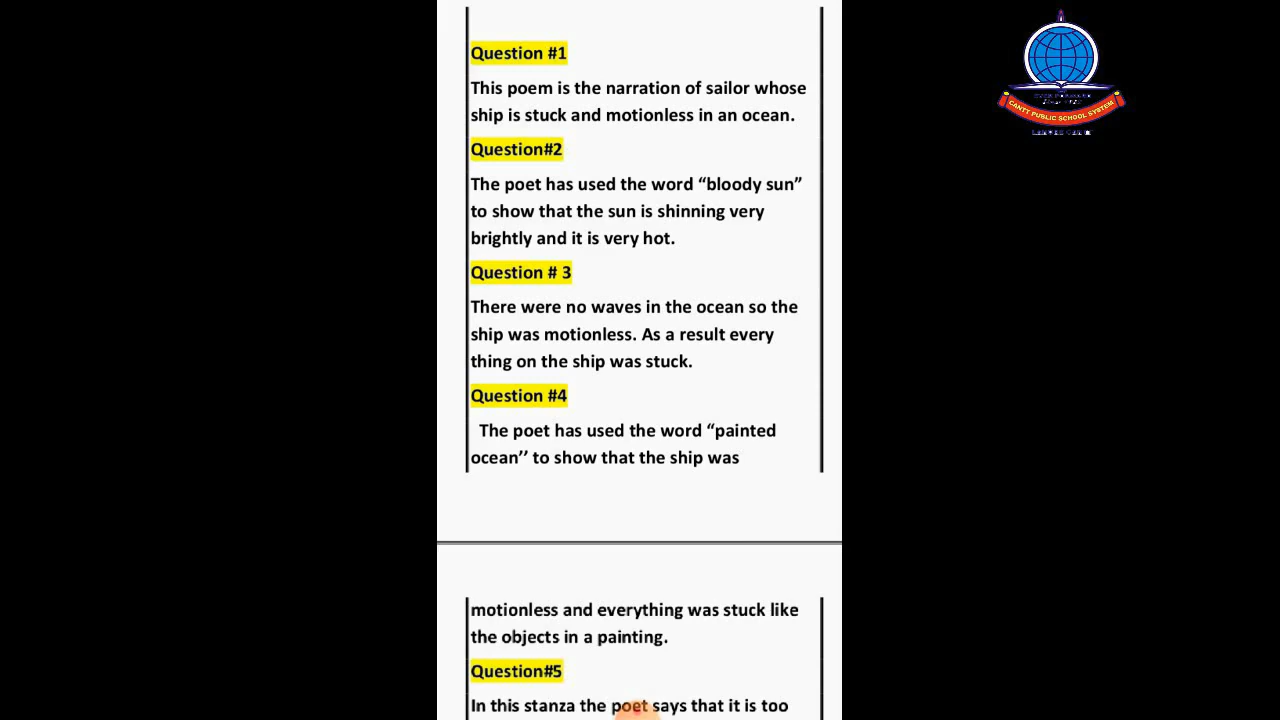 Question #1
This poem is the narration of sailor whose
ship is stuck and motionless in an ocean.
Question#2
The poet has used the word “bloody sun”
to show that the sun is shinning very
brightly and it is very hot.
Question # 3
There were no waves in the ocean so the
ship was motionless. As a result every
thing on the ship was stuck.
Question #4
The poet has used the word “painted
ocean’’ to show that the ship was
motionless and everything was stuck like
the objects in a painting.
Question#5
In this stanza the poet says that it is too
CANTT PUBLIC SCHOOL SYSTEM